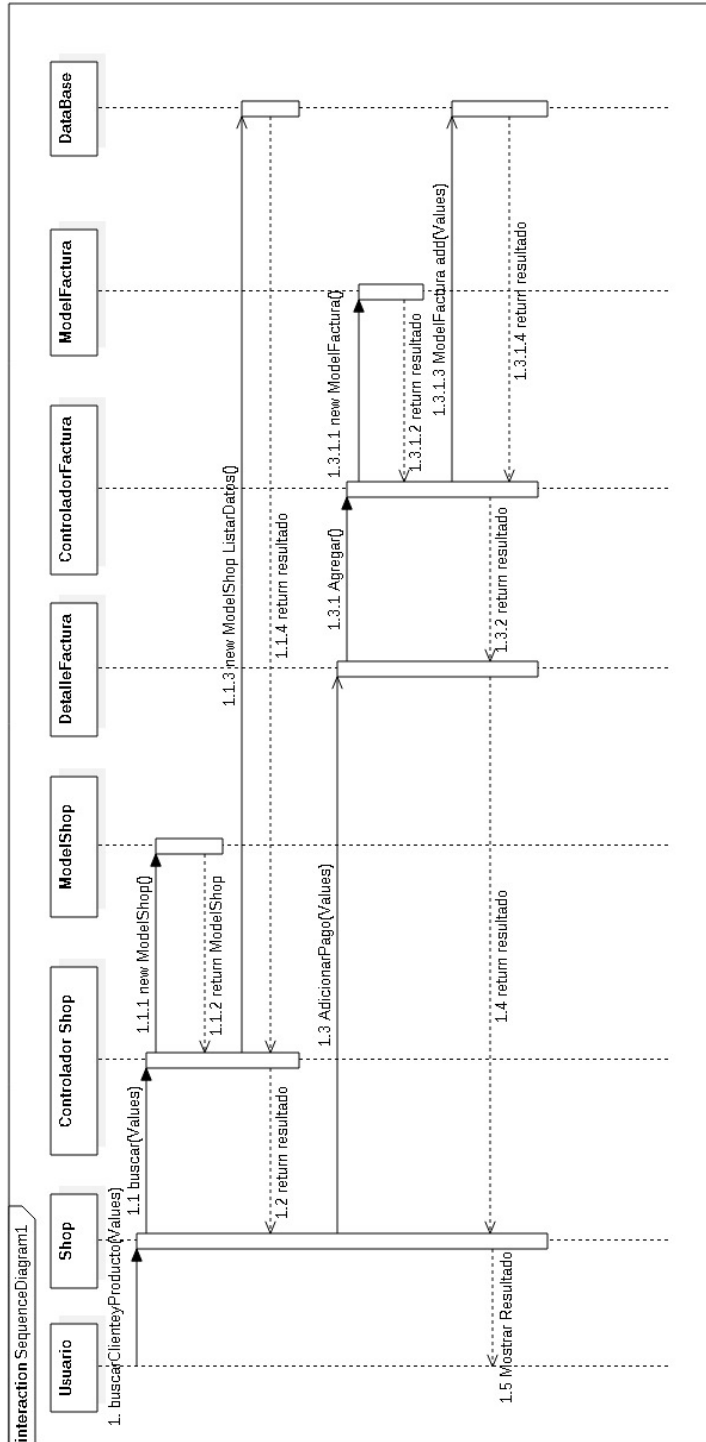 interaction SequenceDiagram1
Usuario
Shop
Controlador Shop
ModelShop
DetalleFactura
ControladorFactura
ModelFactura
DataBase
1. buscarClienteyProducto(Values)
1.1 buscar(Values)
1.1.1 new ModelShop()
1.1.2 return ModelShop
1.1.3 new ModelShop ListarDatos()
1.1.4 return resultado
1.2 return resultado
1.3 AdicionarPago(Values)
1.3.1 Agregar()
1.3.1.1 new ModelFactura()
1.3.1.2 return resultado
1.3.1.3 ModelFactura add(Values)
1.3.1.4 return resultado
1.3.2 return resultado
1.4 return resultado
1.5 Mostrar Resultado